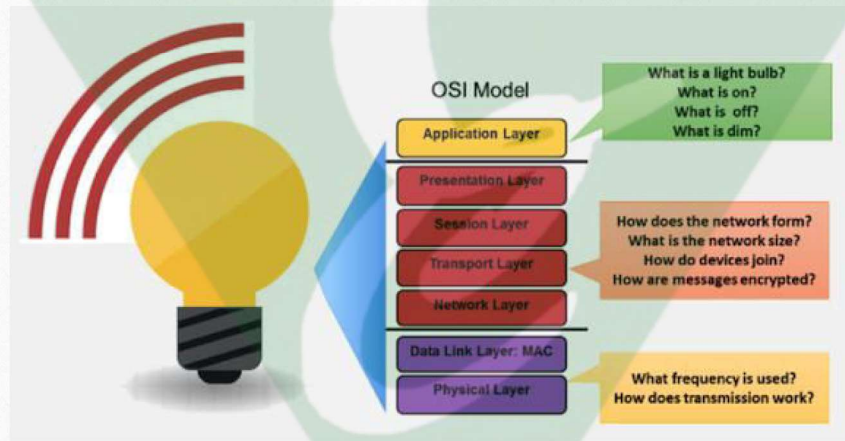 OSI Model
Application Layer
Presentation Layer
Session Layer
Transport Layer
Network Layer
Data Link Layer: MAC
Physical Layer
What is a light bulb?
What is on?
What is off?
What is dim?
How does the network form?
What is the network size?
How do devices join?
How are messages encrypted?
What frequency is used?
How does transmission work?